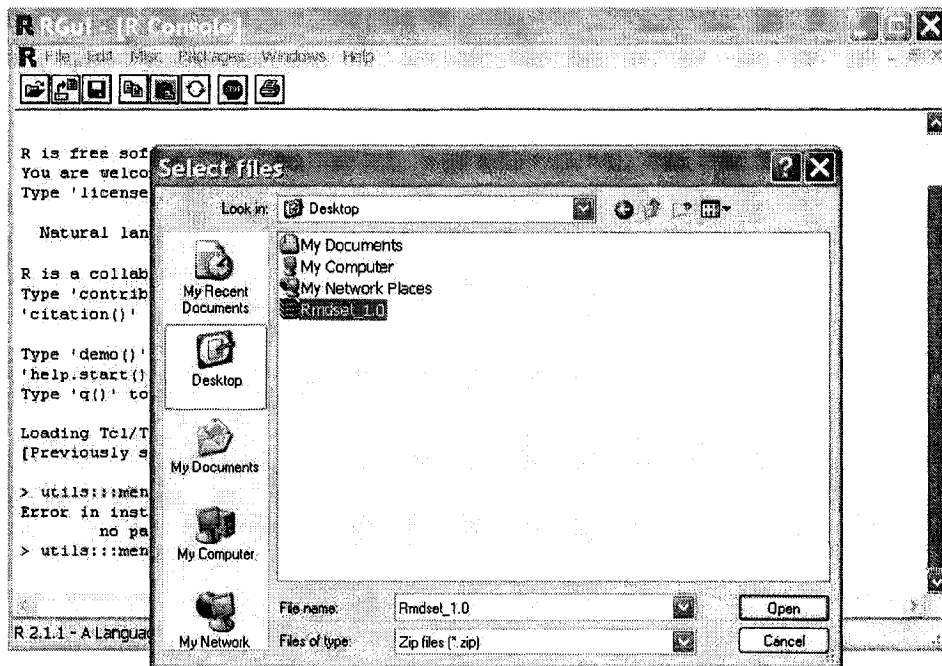 RGui - [R Console]
File Edit Misc Packages Windows Help
STOP
R is free sof
You are welco
Type 'license
Natural lan
R is a collab
Type 'contrib
'citation()'
Type 'demo()'
'help.start()
Type 'q()' to
Loading Tcl/T
[Previously s
> utils:::men
Error in inst
no pa
> utils:::men
R 2.1.1 - A Languag
Select files
Look in: Desktop
My Recent Documents
Desktop
My Documents
My Computer
My Network
My Documents
My Computer
My Network Places
Rmdset_1.0
File name: Rmdset_1.0
Open
Files of type: Zip files (*.zip)
Cancel